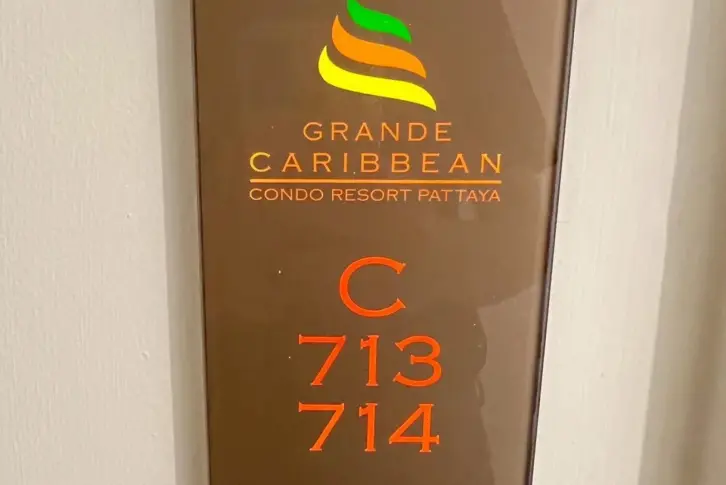 GRANDE
CARIBBEAN
CONDO RESORT PATTAYA
C
713
714